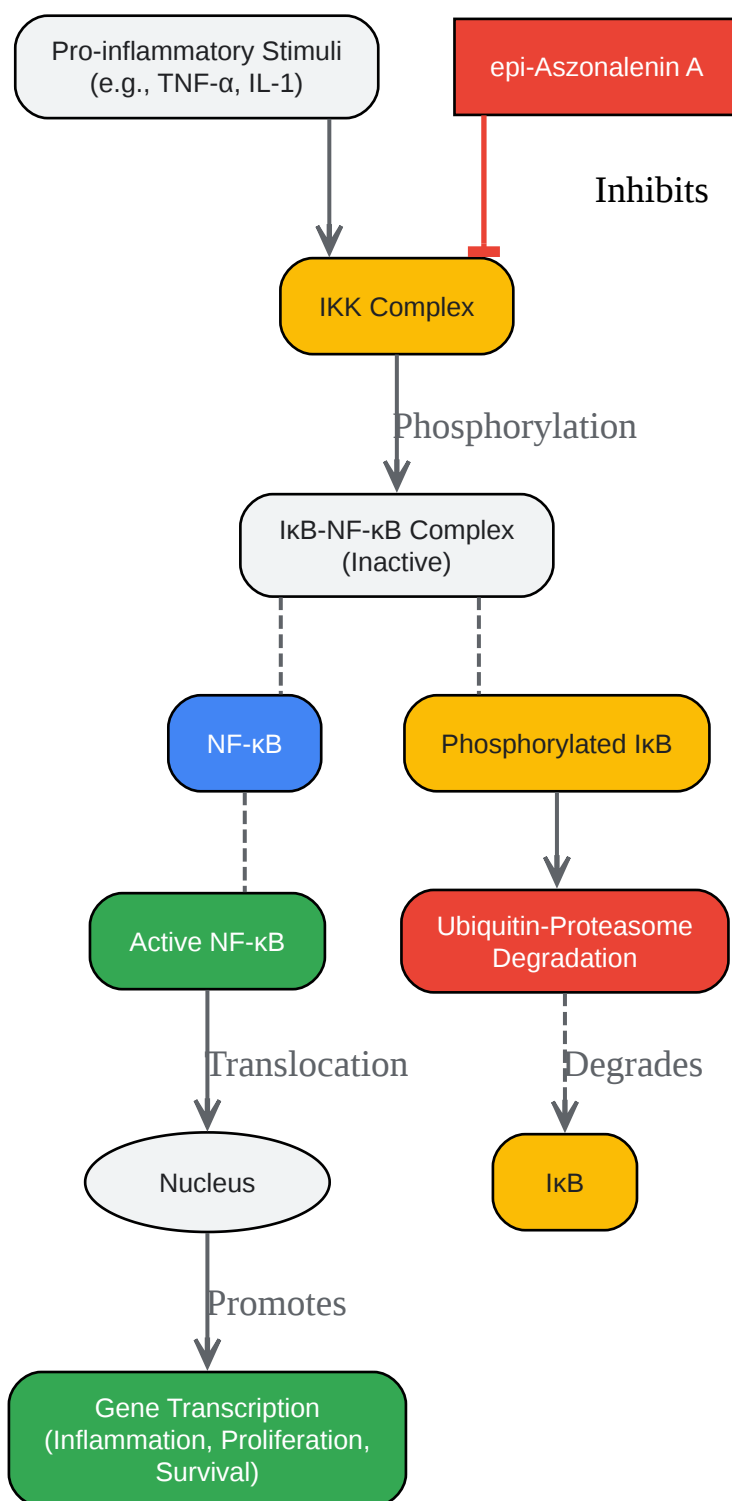 Pro-inflammatory Stimuli
(e.g., TNF-α, IL-1)
epi-Aszonalenin A
Inhibits
IKK Complex
Phosphorylation
IκB-NF-κB Complex
(Inactive)
NF-κB
Phosphorylated IκB
Active NF-κB
Ubiquitin-Proteasome
Degradation
Translocation
Degrades
Nucleus
IκB
Promotes
Gene Transcription
(Inflammation, Proliferation,
Survival)